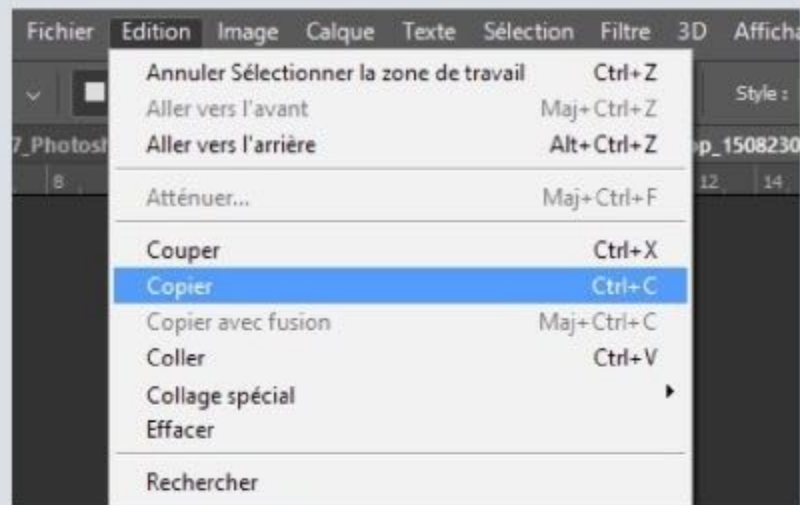 Fichier Edition Image Calque Texte Sélection Filtre 3D
Annuler Sélectionner la zone de travail Ctrl+Z
Style :
Aller vers l'avant Maj+Ctrl+Z
Aller vers l'arrière Alt+Ctrl+Z
8 12 14
Atténuer... Maj+Ctrl+F
Couper Ctrl+X
Copier Ctrl+C
Copier avec fusion Maj+Ctrl+C
Coller Ctrl+V
Collage spécial
Effacer
Rechercher